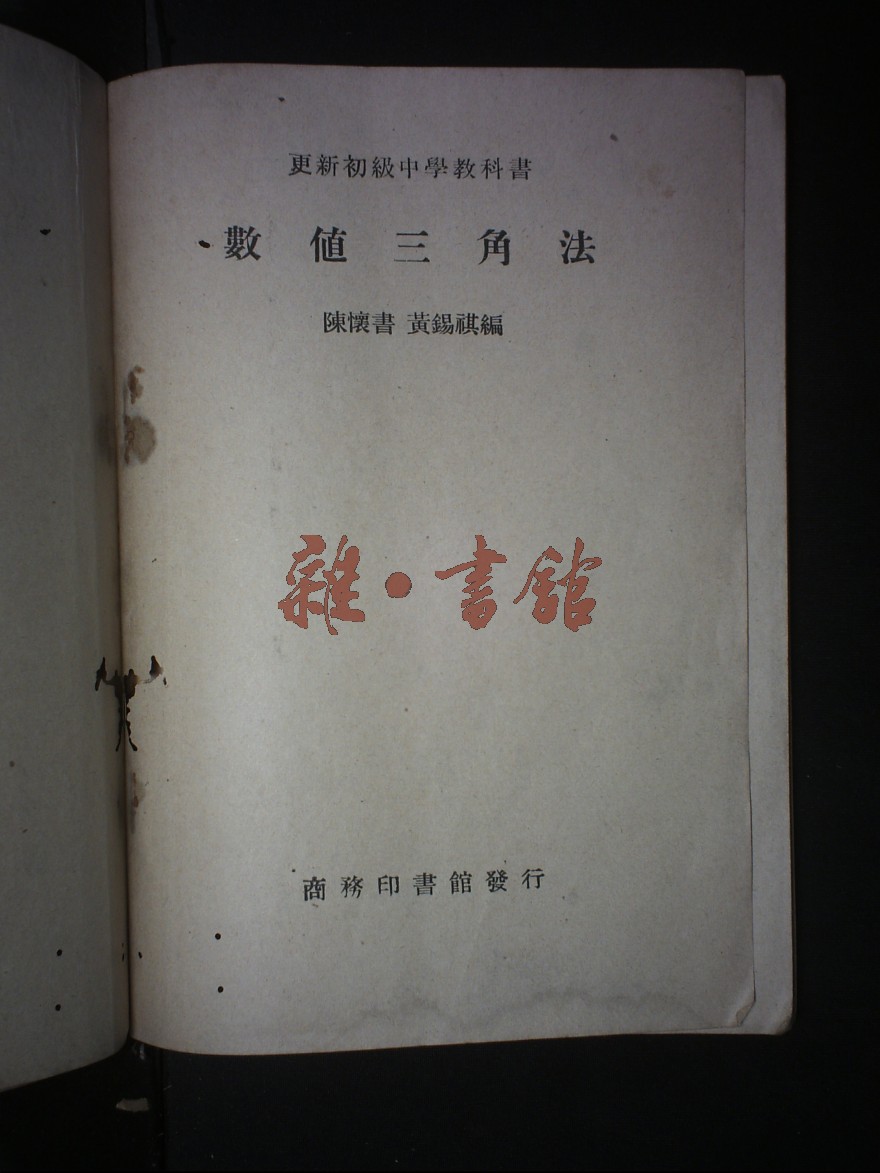 更新初級中學教科書
數值三角法
陳懷書 黃錫祺編
雜·書館
商務印書館發行